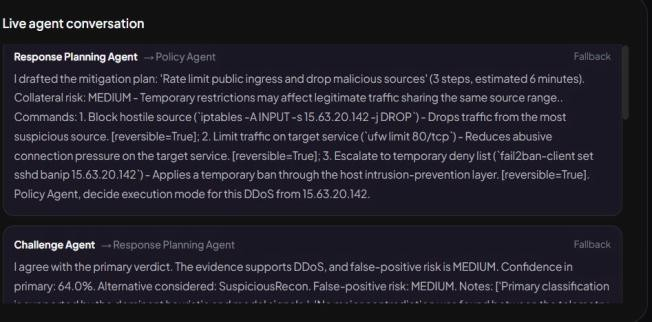 Live agent conversation
Response Planning Agent → Policy Agent Fallback
I drafted the mitigation plan: 'Rate limit public ingress and drop malicious sources' (3 steps, estimated 6 minutes).
Collateral risk: MEDIUM - Temporary restrictions may affect legitimate traffic sharing the same source range..
Commands: 1. Block hostile source (`iptables -A INPUT -s 15.63.20.142 -j DROP`) - Drops traffic from the most
suspicious source. [reversible=True]; 2. Limit traffic on target service (`ufw limit 80/tcp`) - Reduces abusive
connection pressure on the target service. [reversible=True]; 3. Escalate to temporary deny list (`fail2ban-client set
sshd banip 15.63.20.142`) - Applies a temporary ban through the host intrusion-prevention layer. [reversible=True].
Policy Agent, decide execution mode for this DDoS from 15.63.20.142.
Challenge Agent → Response Planning Agent Fallback
I agree with the primary verdict. The evidence supports DDoS, and false-positive risk is MEDIUM. Confidence in
primary: 64.0%. Alternative considered: SuspiciousRecon. False-positive risk: MEDIUM. Notes: ['Primary classification